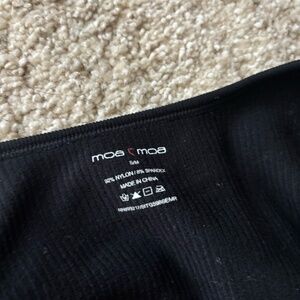 moa moa
S/M
92% NYLON / 8% SPANDEX
MADE IN CHINA